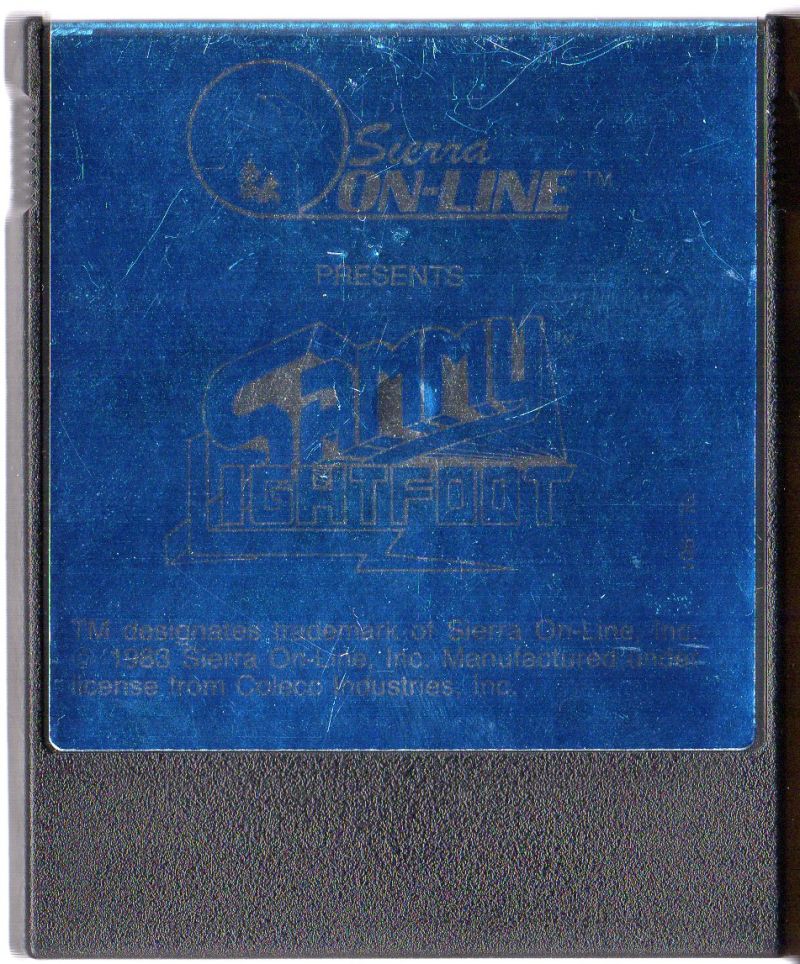 Sierra
ON-LINE™
PRESENTS
SAMMY™
LIGHTFOOT
TM designates trademark of Sierra On-Line, Inc.
© 1983 Sierra On-Line, Inc. Manufactured under
license from Coleco Industries, Inc.